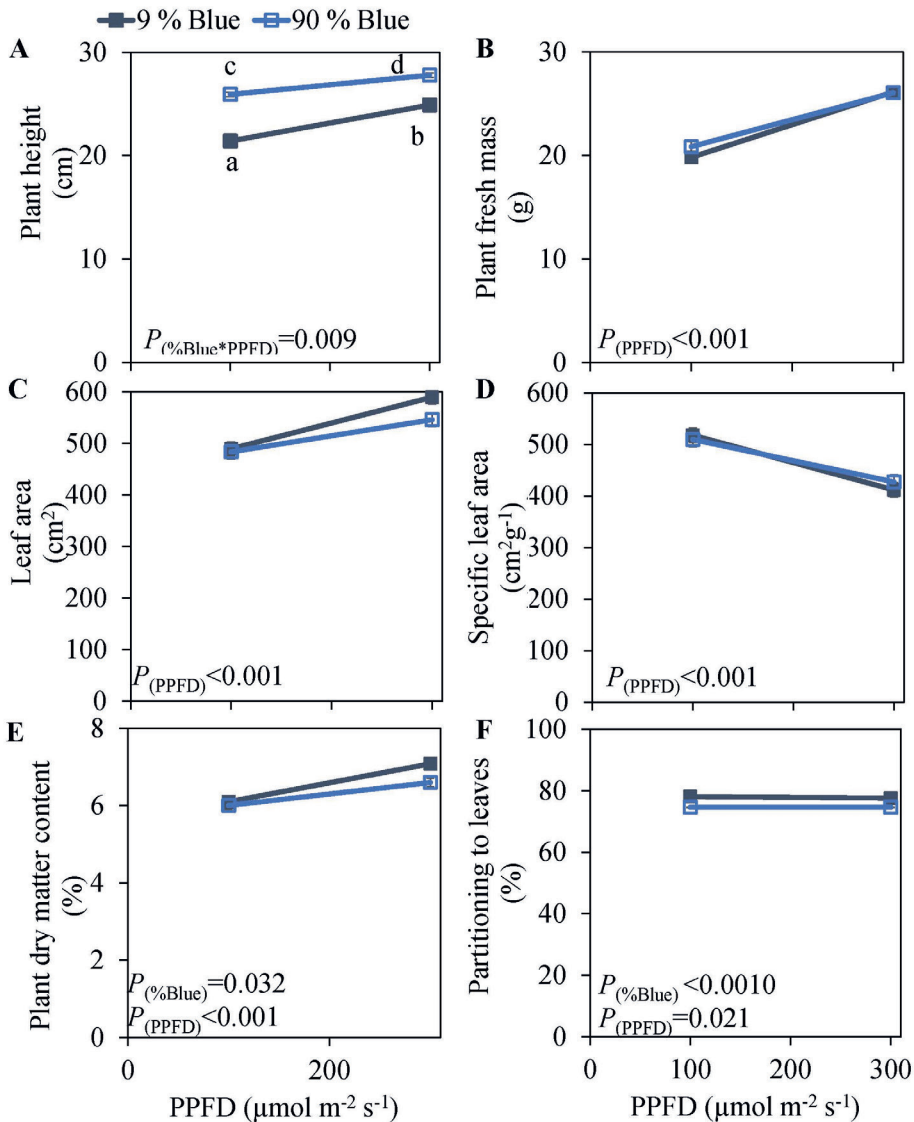 9 % Blue 90 % Blue
A
30
20
10
0
Plant height
(cm)
c
d
a
b
P(%Blue*PPFD)=0.009
B
30
20
10
0
Plant fresh mass
(g)
P(PPFD)<0.001
C
600
500
400
300
200
100
0
Leaf area
(cm²)
P(PPFD)<0.001
D
600
500
400
300
200
100
0
Specific leaf area
(cm²g⁻¹)
P(PPFD)<0.001
E
8
6
4
2
0
Plant dry matter content
(%)
P(%Blue)=0.032
P(PPFD)<0.001
0 200
PPFD (µmol m⁻² s⁻¹)
F
100
80
60
40
20
0
Partitioning to leaves
(%)
P(%Blue) <0.0010
P(PPFD)=0.021
0 100 200 300
PPFD (µmol m⁻² s⁻¹)